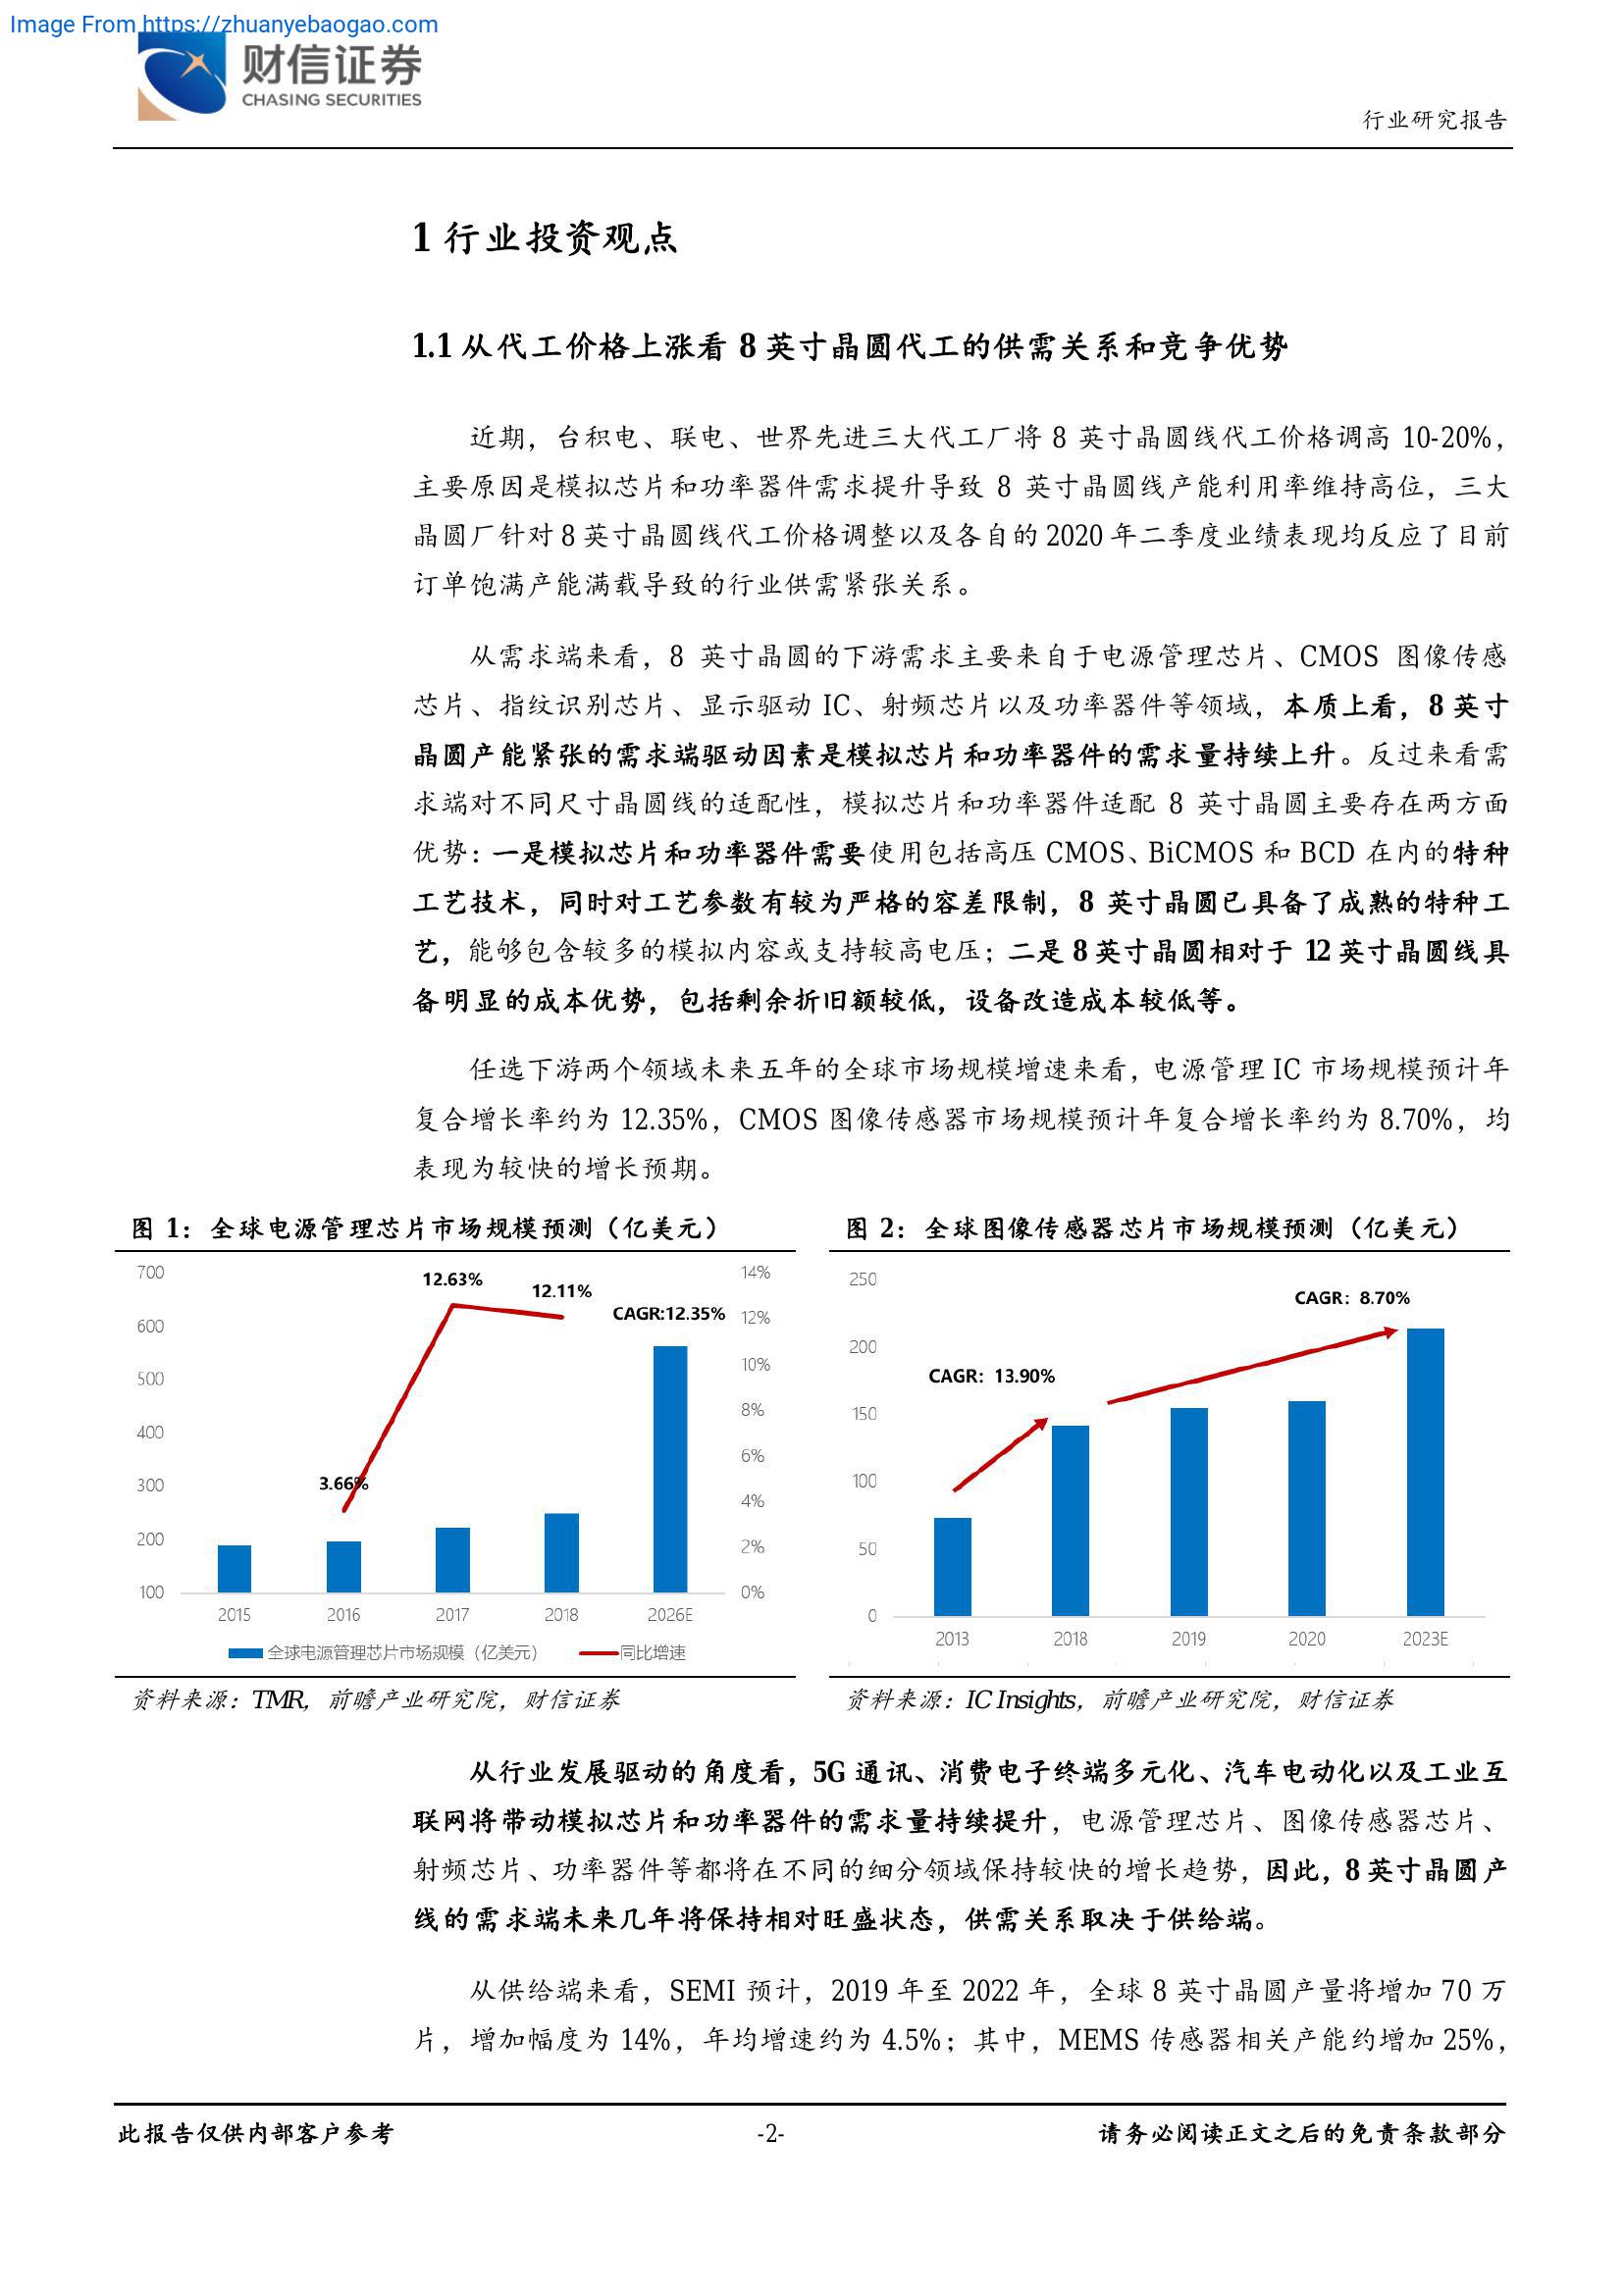 Image From https://zhuanyebaogao.com
财信证券
CHASING SECURITIES
行业研究报告
1 行业投资观点
1.1 从代工价格上涨看 8 英寸晶圆代工的供需关系和竞争优势
近期，台积电、联电、世界先进三大代工厂将 8 英寸晶圆线代工价格调高 10-20%，
主要原因是模拟芯片和功率器件需求提升导致 8 英寸晶圆线产能利用率维持高位，三大
晶圆厂针对 8 英寸晶圆线代工价格调整以及各自的 2020 年二季度业绩表现均反应了目前
订单饱满产能满载导致的行业供需紧张关系。
从需求端来看，8 英寸晶圆的下游需求主要来自于电源管理芯片、CMOS 图像传感
芯片、指纹识别芯片、显示驱动 IC、射频芯片以及功率器件等领域，本质上看，8 英寸
晶圆产能紧张的需求端驱动因素是模拟芯片和功率器件的需求量持续上升。反过来看需
求端对不同尺寸晶圆线的适配性，模拟芯片和功率器件适配 8 英寸晶圆主要存在两方面
优势：一是模拟芯片和功率器件需要使用包括高压 CMOS、BiCMOS 和 BCD 在内的特种
工艺技术，同时对工艺参数有较为严格的容差限制，8 英寸晶圆已具备了成熟的特种工
艺，能够包含较多的模拟内容或支持较高电压；二是 8 英寸晶圆相对于 12 英寸晶圆线具
备明显的成本优势，包括剩余折旧额较低，设备改造成本较低等。
任选下游两个领域未来五年的全球市场规模增速来看，电源管理 IC 市场规模预计年
复合增长率约为 12.35%，CMOS 图像传感器市场规模预计年复合增长率约为 8.70%，均
表现为较快的增长预期。
图 1：全球电源管理芯片市场规模预测（亿美元）
700
600
500
400
300
200
100
14%
12%
10%
8%
6%
4%
2%
0%
3.66%
12.63%
12.11%
CAGR:12.35%
2015 2016 2017 2018 2026E
全球电源管理芯片市场规模（亿美元） 同比增速
资料来源：TMR，前瞻产业研究院，财信证券
图 2：全球图像传感器芯片市场规模预测（亿美元）
250
200
150
100
50
0
CAGR：13.90%
CAGR：8.70%
2013 2018 2019 2020 2023E
资料来源：IC Insights，前瞻产业研究院，财信证券
从行业发展驱动的角度看，5G 通讯、消费电子终端多元化、汽车电动化以及工业互
联网将带动模拟芯片和功率器件的需求量持续提升，电源管理芯片、图像传感器芯片、
射频芯片、功率器件等都将在不同的细分领域保持较快的增长趋势，因此，8 英寸晶圆产
线的需求端未来几年将保持相对旺盛状态，供需关系取决于供给端。
从供给端来看，SEMI 预计，2019 年至 2022 年，全球 8 英寸晶圆产量将增加 70 万
片，增加幅度为 14%，年均增速约为 4.5%；其中，MEMS 传感器相关产能约增加 25%，
此报告仅供内部客户参考
-2-
请务必阅读正文之后的免责条款部分